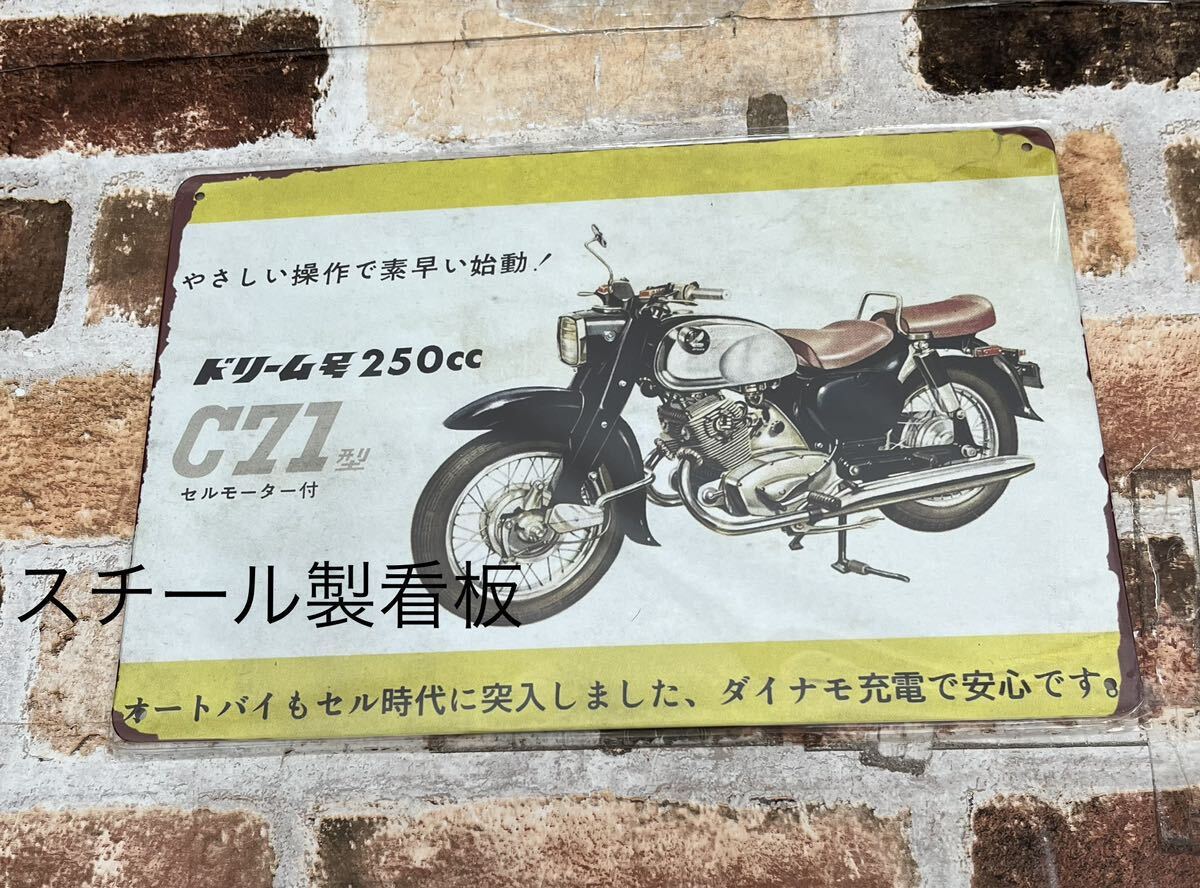 やさしい操作で素早い始動!
ドリーム号250cc
C71型
セルモーター付
スチール製看板
オートバイもセル時代に突入しました、ダイナモ充電で安心です。